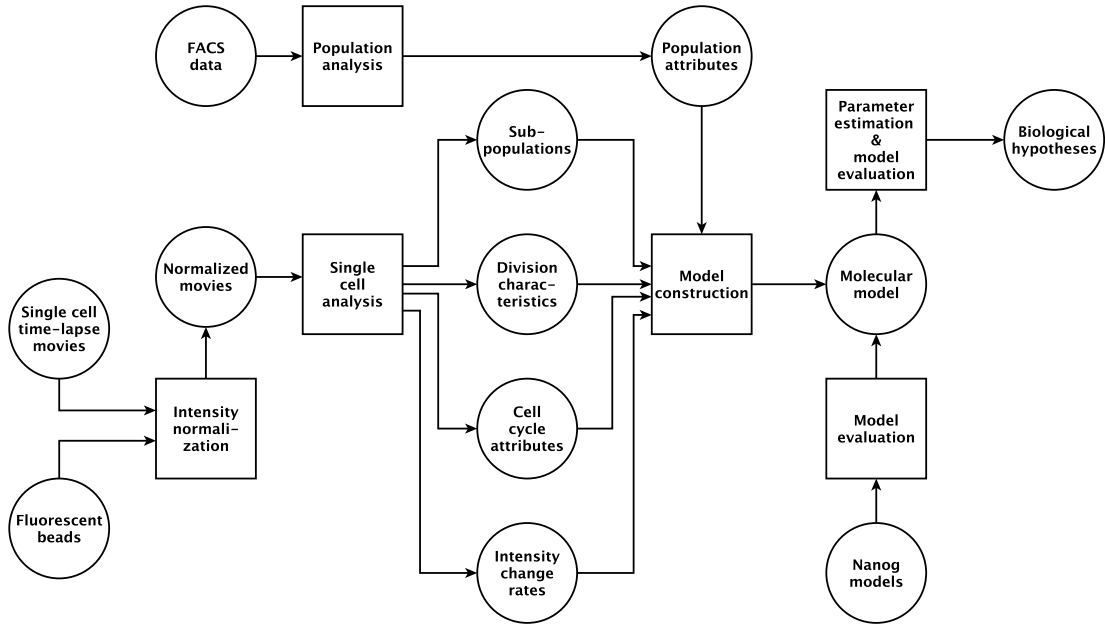 FACS
data
Population
analysis
Population
attributes
Sub-
populations
Parameter
estimation
&
model
evaluation
Biological
hypotheses
Normalized
movies
Single
cell
analysis
Division
charac-
teristics
Model
construction
Molecular
model
Single cell
time-lapse
movies
Intensity
normali-
zation
Cell
cycle
attributes
Model
evaluation
Fluorescent
beads
Intensity
change
rates
Nanog
models